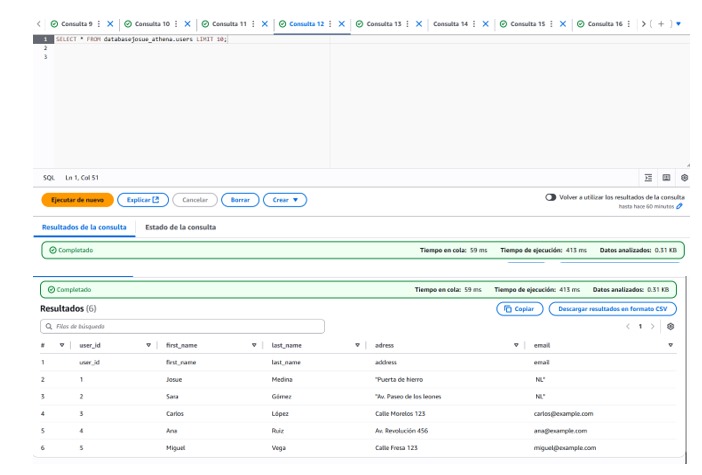 Consulta 9 Consulta 10 Consulta 11 Consulta 12 Consulta 13 Consulta 14 Consulta 15 Consulta 16
1 SELECT * FROM databasejosue_athena.users LIMIT 10;
2
3
SQL Ln 1, Col 51
Ejecutar de nuevo Explicar Cancelar Borrar Crear Volver a utilizar los resultados de la consulta
hasta hace 60 minutos
Resultados de la consulta Estado de la consulta
Completado Tiempo en cola: 59 ms Tiempo de ejecución: 413 ms Datos analizados: 0.31 KB
Completado Tiempo en cola: 59 ms Tiempo de ejecución: 413 ms Datos analizados: 0.31 KB
Resultados (6) Copiar Descargar resultados en formato CSV
Filas de búsqueda 1
# user_id first_name last_name adress email
1 user_id first_name last_name address email
2 1 Josue Medina "Puerta de hierro NL"
3 2 Sara Gómez "Av. Paseo de los leones NL"
4 3 Carlos López Calle Morelos 123 carlos@example.com
5 4 Ana Ruiz Av. Revolución 456 ana@example.com
6 5 Miguel Vega Calle Fresa 123 miguel@example.com